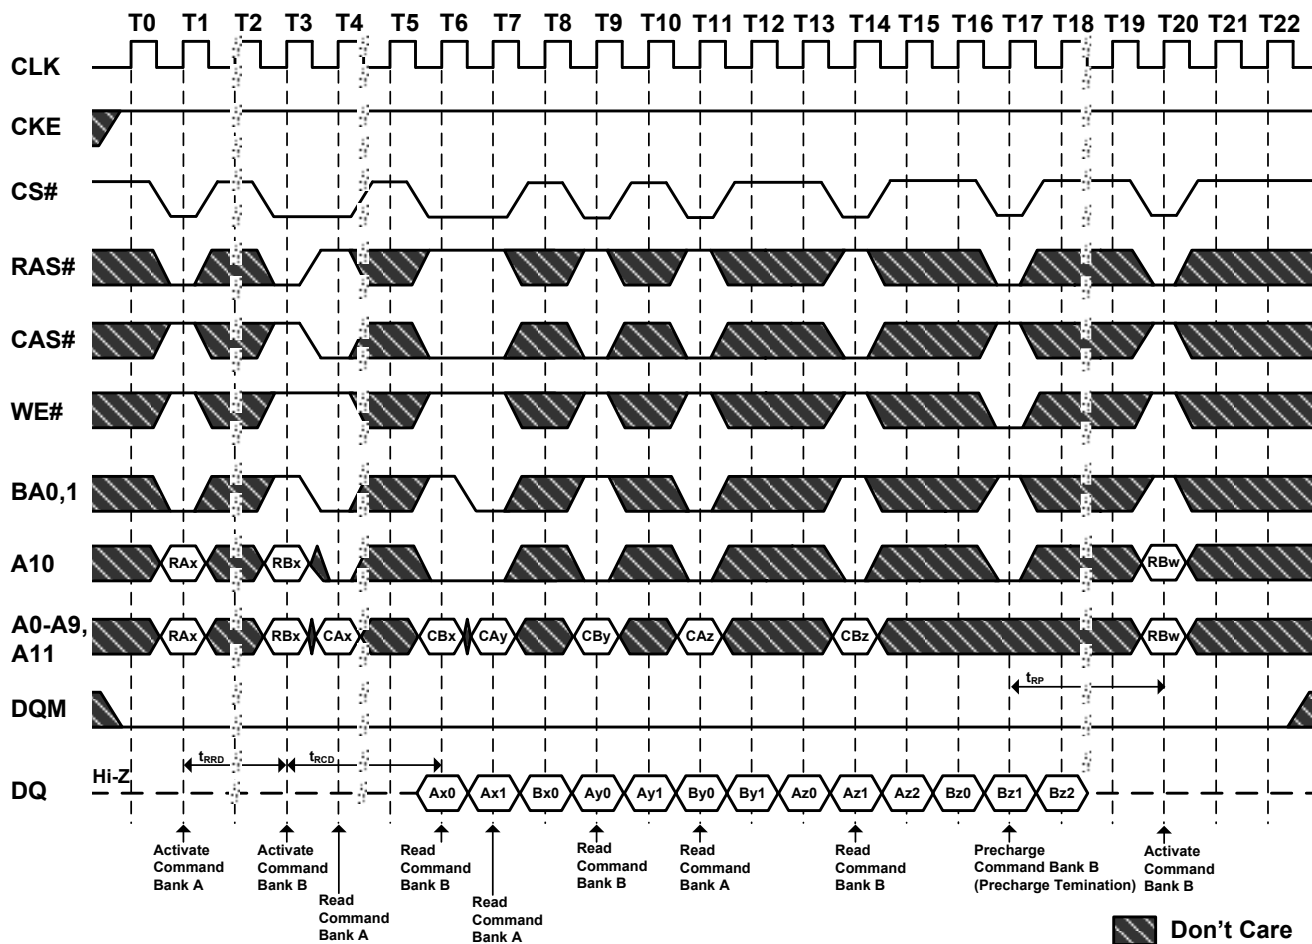 T0 T1 T2 T3 T4 T5 T6 T7 T8 T9 T10 T11 T12 T13 T14 T15 T16 T17 T18 T19 T20 T21 T22
CLK
CKE
CS#
RAS#
CAS#
WE#
BA0,1
A10
RAx RBx RBw
A0-A9,
A11
RAx RBx CAx CBx CAy CBy CAz CBz RBw
tRP
DQM
tRRD tRCD
Hi-Z
DQ
Ax0 Ax1 Bx0 Ay0 Ay1 By0 By1 Az0 Az1 Az2 Bz0 Bz1 Bz2
Activate
Command
Bank A
Activate
Command
Bank B
Read
Command
Bank A
Read
Command
Bank B
Read
Command
Bank A
Read
Command
Bank B
Read
Command
Bank A
Read
Command
Bank B
Precharge
Command Bank B
(Precharge Temination)
Activate
Command
Bank B
Don't Care